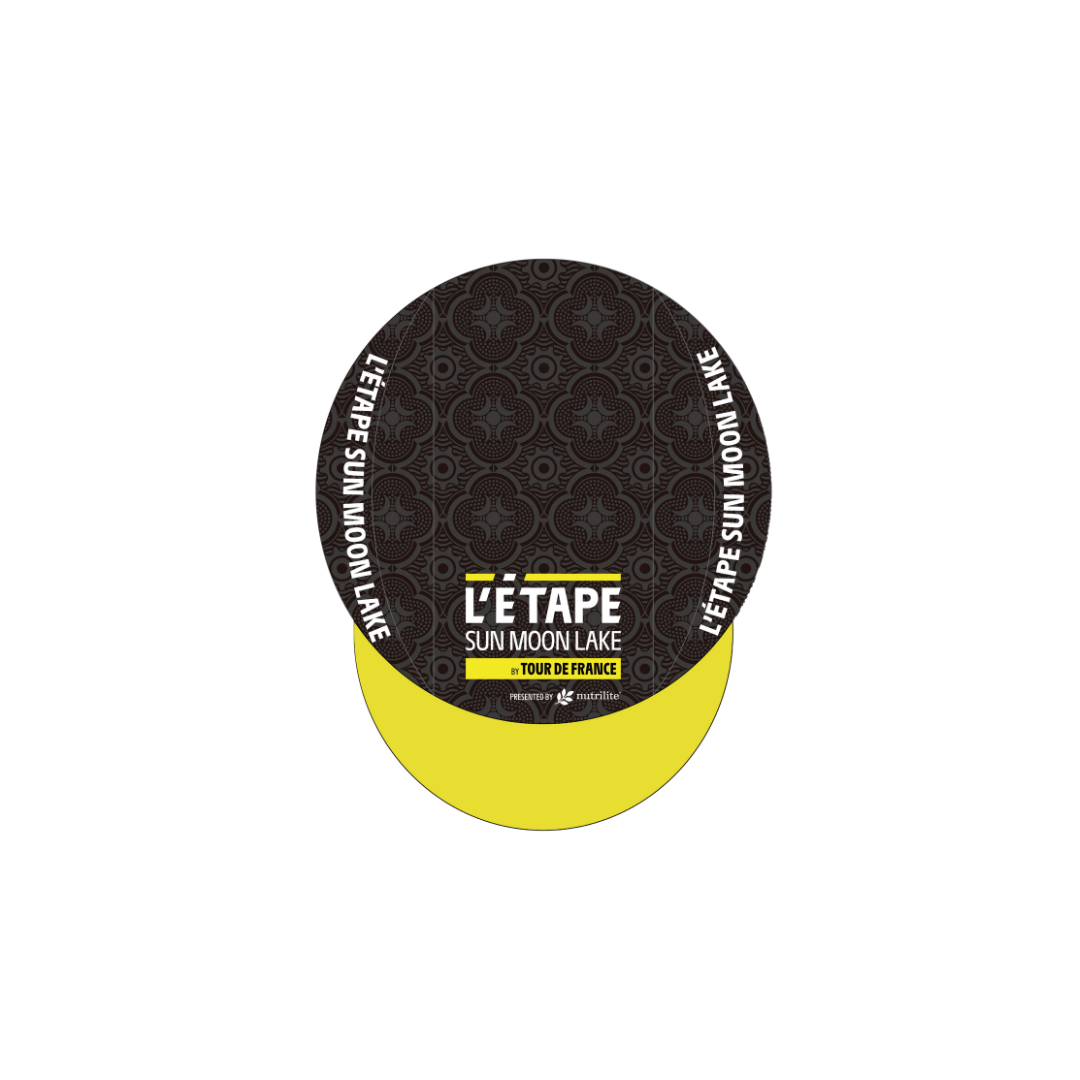 L'ÉTAPE SUN MOON LAKE
L'ÉTAPE SUN MOON LAKE
L'ÉTAPE
SUN MOON LAKE
BY TOUR DE FRANCE
PRESENTED BY nutrilite